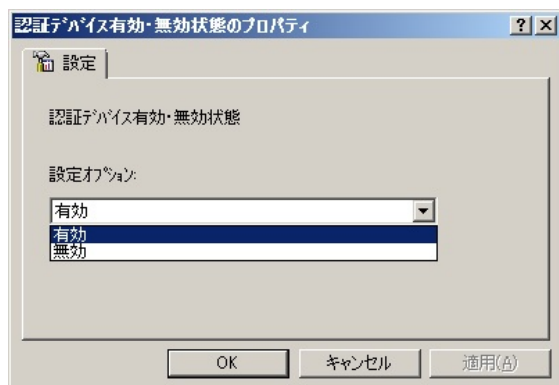 認証ﾃﾞﾊﾞｲｽ有効･無効状態のﾌﾟﾛﾊﾟﾃｨ
設定
認証ﾃﾞﾊﾞｲｽ有効･無効状態
設定ｵﾌﾟｼｮﾝ:
有効
有効
無効
OK
キャンセル
適用(A)